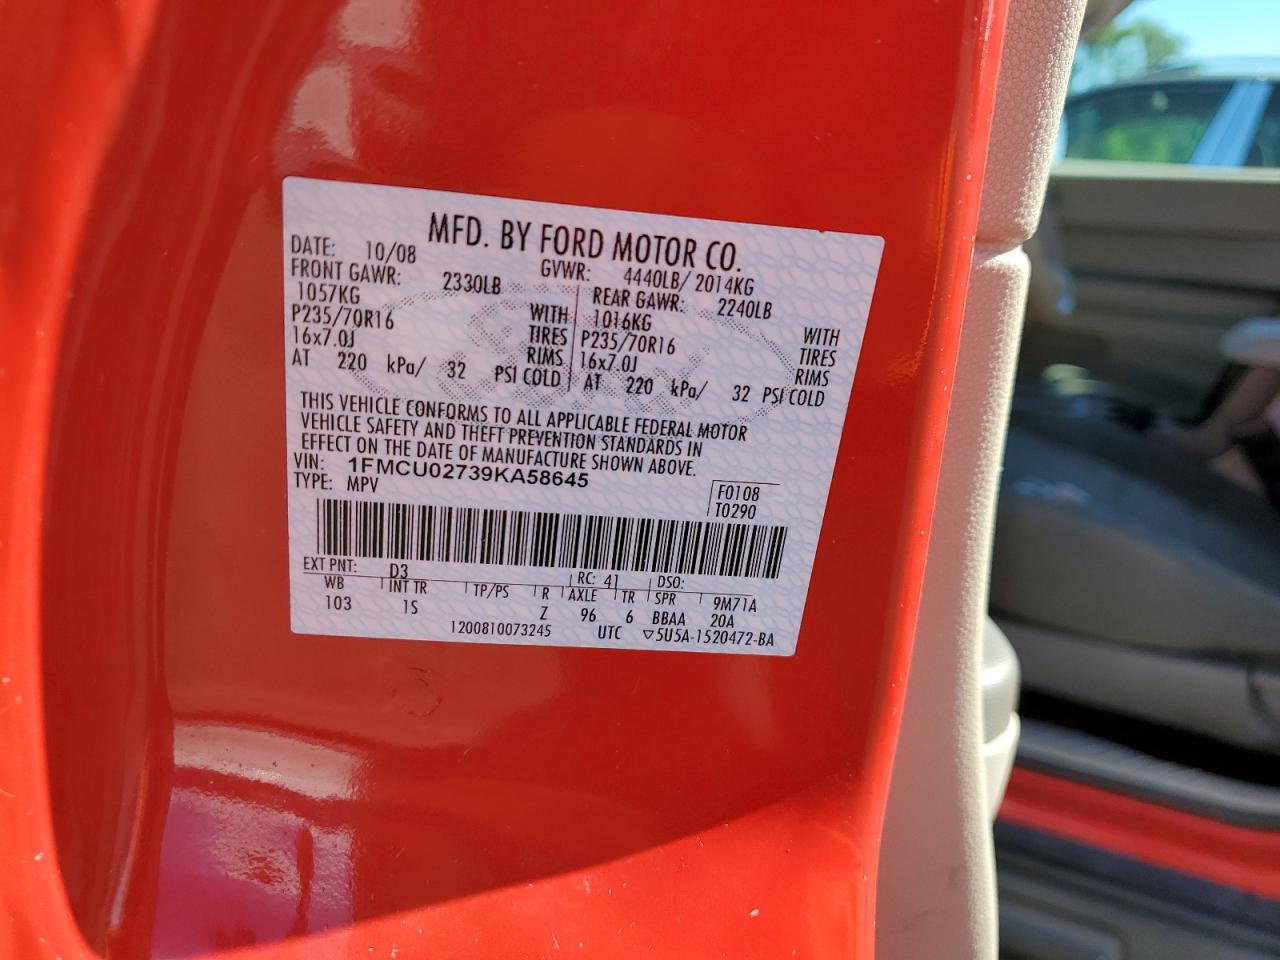 MFD. BY FORD MOTOR CO.
DATE: 10/08 GVWR: 4440LB/ 2014KG
FRONT GAWR: 2330LB REAR GAWR: 2240LB
1057KG WITH 1016KG WITH
P235/70R16 TIRES P235/70R16 TIRES
16x7.0J RIMS 16x7.0J RIMS
AT 220 kPa/ 32 PSI COLD AT 220 kPa/ 32 PSI COLD
THIS VEHICLE CONFORMS TO ALL APPLICABLE FEDERAL MOTOR
VEHICLE SAFETY AND THEFT PREVENTION STANDARDS IN
EFFECT ON THE DATE OF MANUFACTURE SHOWN ABOVE.
VIN: 1FMCU02739KA58645
TYPE: MPV F0108
T0290
EXT PNT: D3 RC: 41 DSO:
WB INT TR TP/PS R AXLE TR SPR 9M71A
103 1S Z 96 6 BBAA 20A
1200810073245 UTC ▽5U5A-1520472-BA